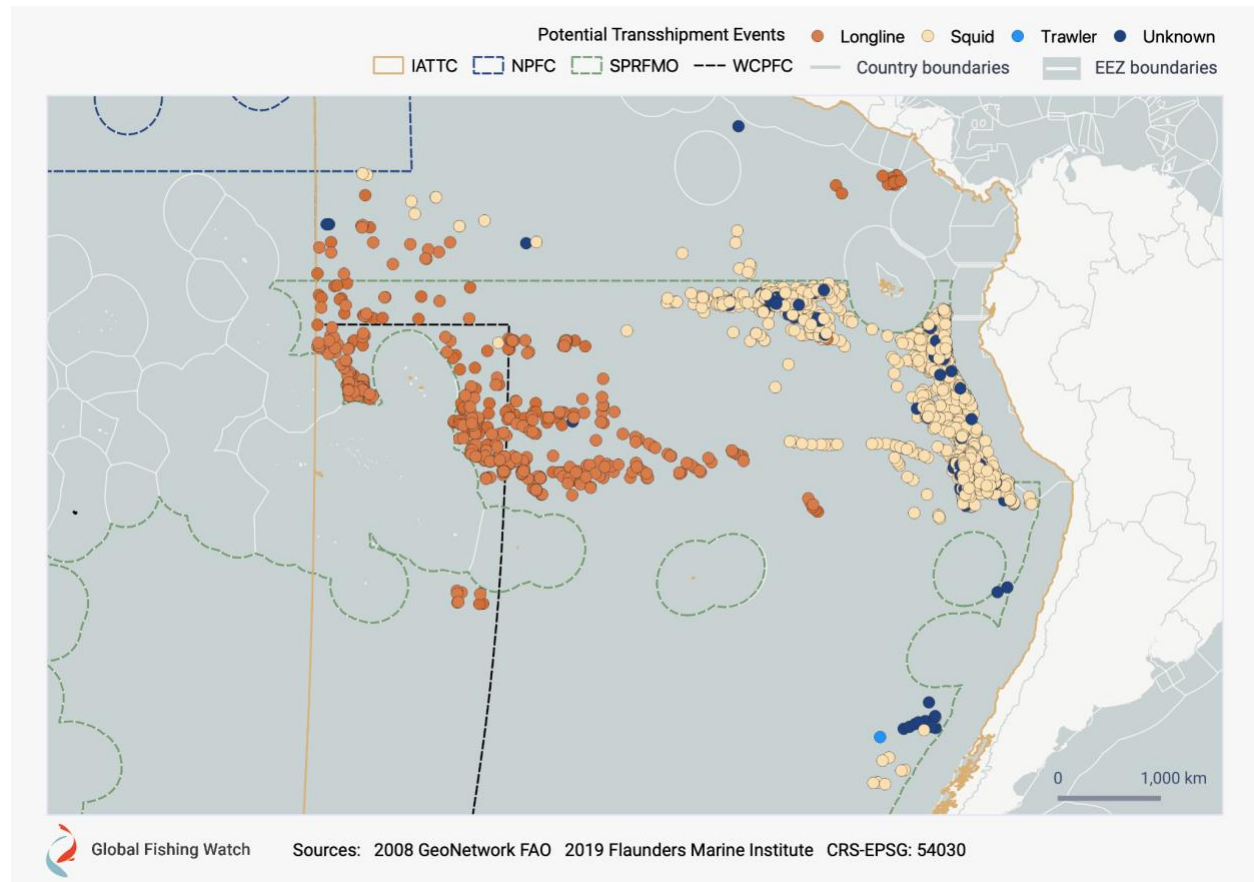 Potential Transshipment Events Longline Squid Trawler Unknown
IATTC NPFC SPRFMO WCPFC Country boundaries EEZ boundaries
0 1,000 km
Global Fishing Watch Sources: 2008 GeoNetwork FAO 2019 Flaunders Marine Institute CRS-EPSG: 54030